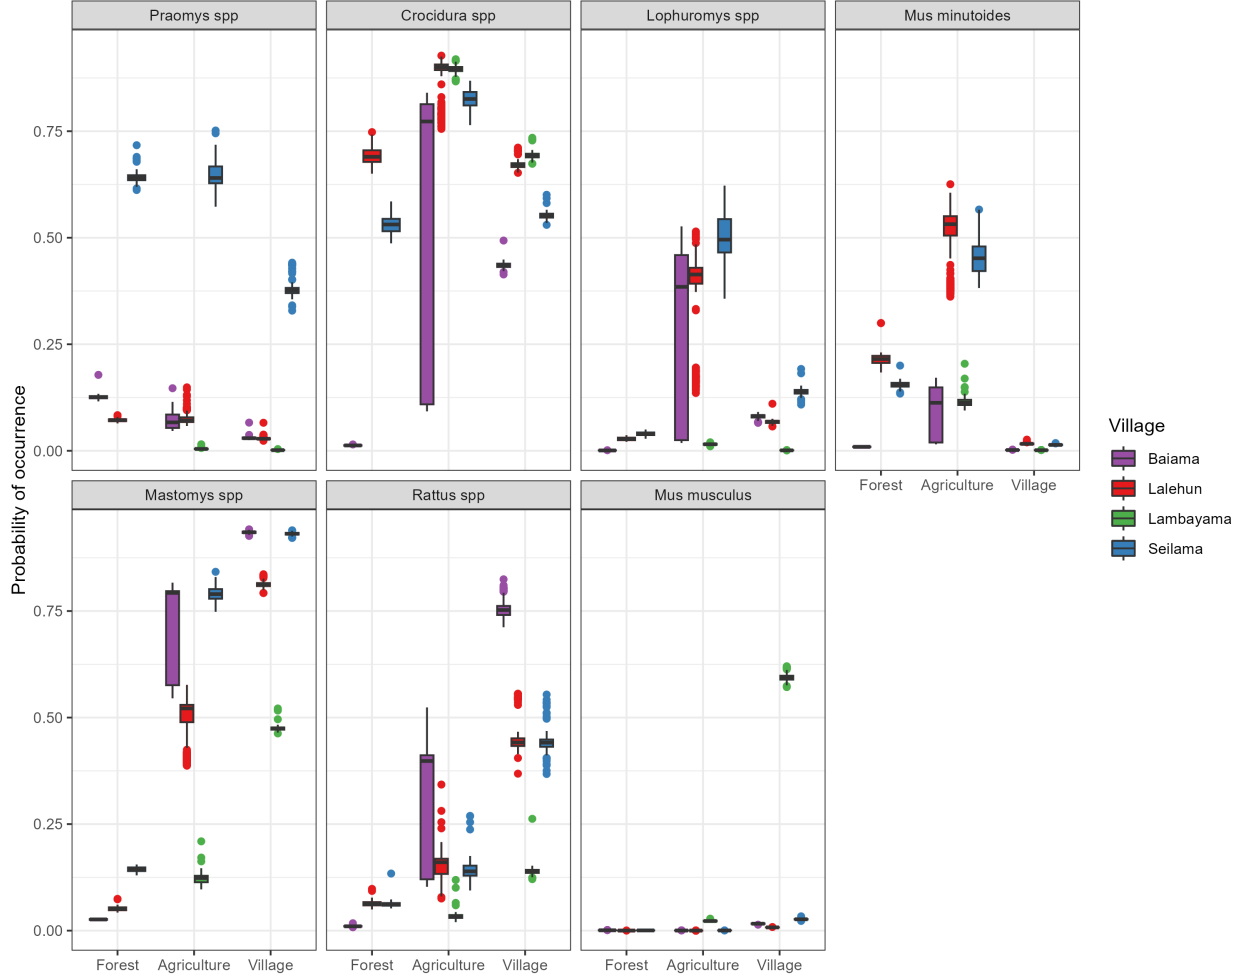 Praomys spp
Crocidura spp
Lophuromys spp
Mus minutoides
0.75
0.50
0.25
0.00
Forest Agriculture Village
Mastomys spp
Rattus spp
Mus musculus
0.75
0.50
0.25
0.00
Forest Agriculture Village
Forest Agriculture Village
Forest Agriculture Village
Probability of occurrence
Village
Baiama
Lalehun
Lambayama
Seilama